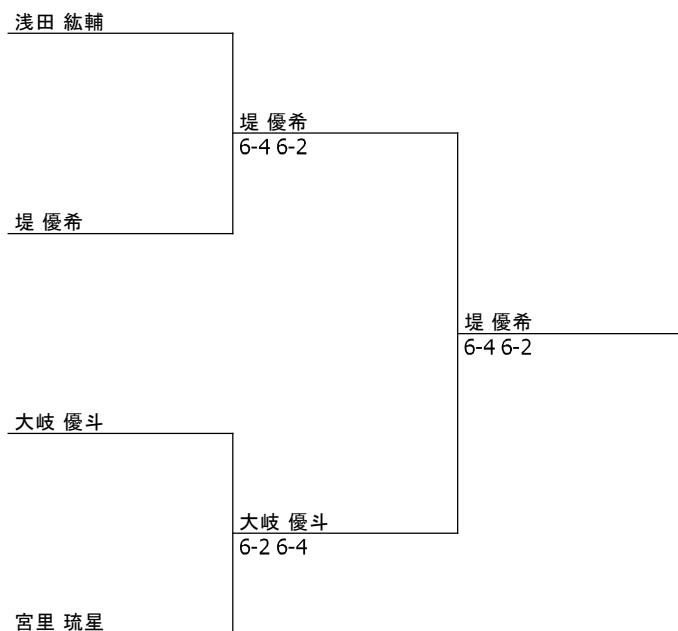 浅田 紘輔
堤 優希
6-4 6-2
堤 優希
堤 優希
6-4 6-2
大岐 優斗
大岐 優斗
6-2 6-4
宮里 琉星